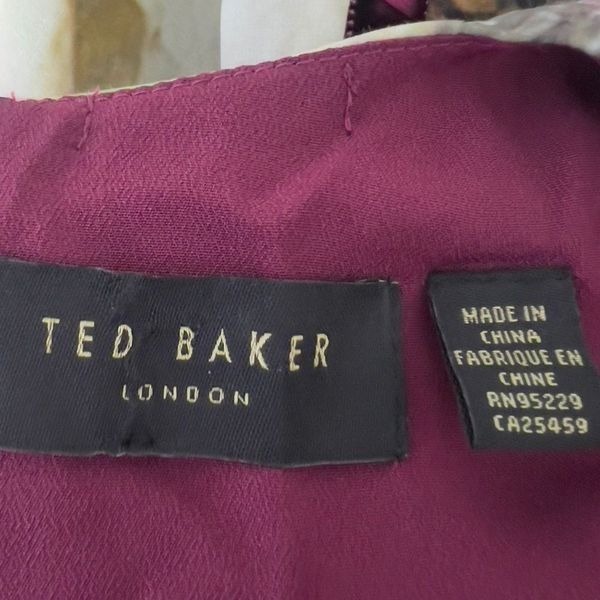 TED BAKER
LONDON
MADE IN
CHINA
FABRIQUE EN
CHINE
RN95229
CA25459